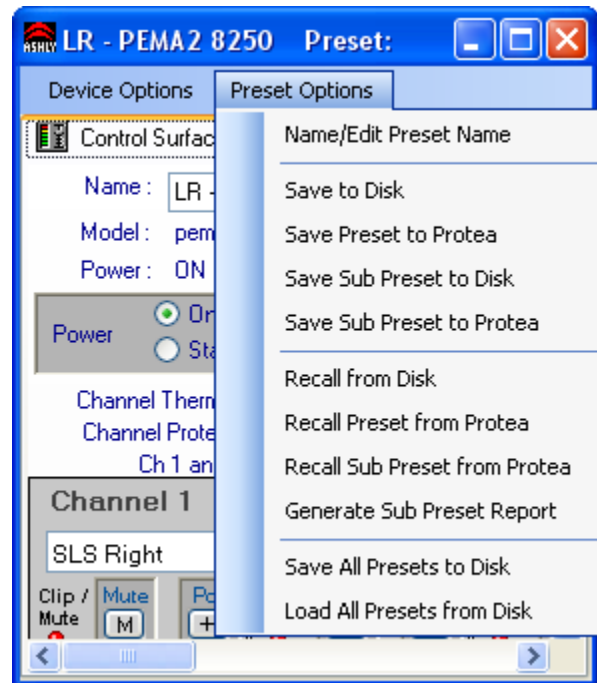 ASHLY LR - PEMA2 8250 Preset:
Device Options Preset Options
Control Surfac
Name : LR -
Model : pem
Power : ON
Power On
Sta
Channel Therm
Channel Prote
Ch 1 an
Channel 1
SLS Right
Clip / Mute
Mute M
Po
+
Name/Edit Preset Name
Save to Disk
Save Preset to Protea
Save Sub Preset to Disk
Save Sub Preset to Protea
Recall from Disk
Recall Preset from Protea
Recall Sub Preset from Protea
Generate Sub Preset Report
Save All Presets to Disk
Load All Presets from Disk